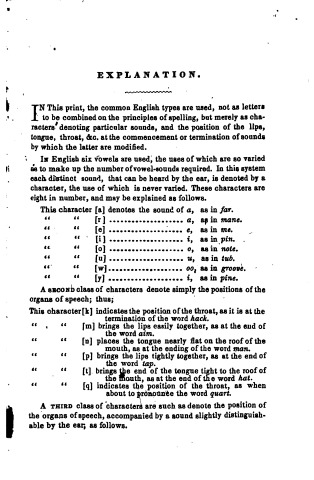 EXPLANATION.
IN This print, the common English types are used, not as letters
to be combined on the principles of spelling, but merely as cha-
racters denoting particular sounds, and the position of the lips,
tongue, throat, &c. at the commencement or termination of sounds
by which the latter are modified.
IN English six vowels are used, the uses of which are so varied
as to make up the number of vowel-sounds required. In this system
each distinct sound, that can be heard by the ear, is denoted by a
character, the use of which is never varied. These characters are
eight in number, and may be explained as follows.
This character [a] denotes the sound of a, as in far.
“ “ [r] .................... a, as in mane.
“ “ [e] .................... e, as in me.
“ “ [i] .................... i, as in pin.
“ “ [o] .................... o, as in note.
“ “ [u] .................... u, as in tub.
“ “ [w] .................... oo, as in groove.
“ “ [y] .................... i, as in pine.
A SECOND class of characters denote simply the positions of the
organs of speech; thus;
This character [k] indicates the position of the throat, as it is at the
termination of the word hack.
“ “ [m] brings the lips easily together, as at the end of
the word aim.
“ “ [n] places the tongue nearly flat on the roof of the
mouth, as at the ending of the word man.
“ “ [p] brings the lips tightly together, as at the end of
the word tap.
“ “ [t] brings the end of the tongue tight to the roof of
the mouth, as at the end of the word hat.
“ “ [q] indicates the position of the throat, as when
about to pronounce the word quart.
A THIRD class of characters are such as denote the position of
the organs of speech, accompanied by a sound slightly distinguish-
able by the ear, as follows.